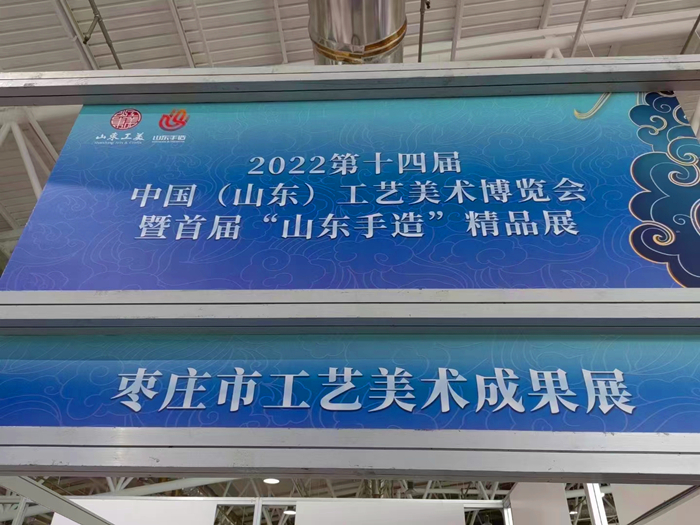 山东工美
山东手造
2022第十四届
中国（山东）工艺美术博览会
暨首届“山东手造”精品展
枣庄市工艺美术成果展